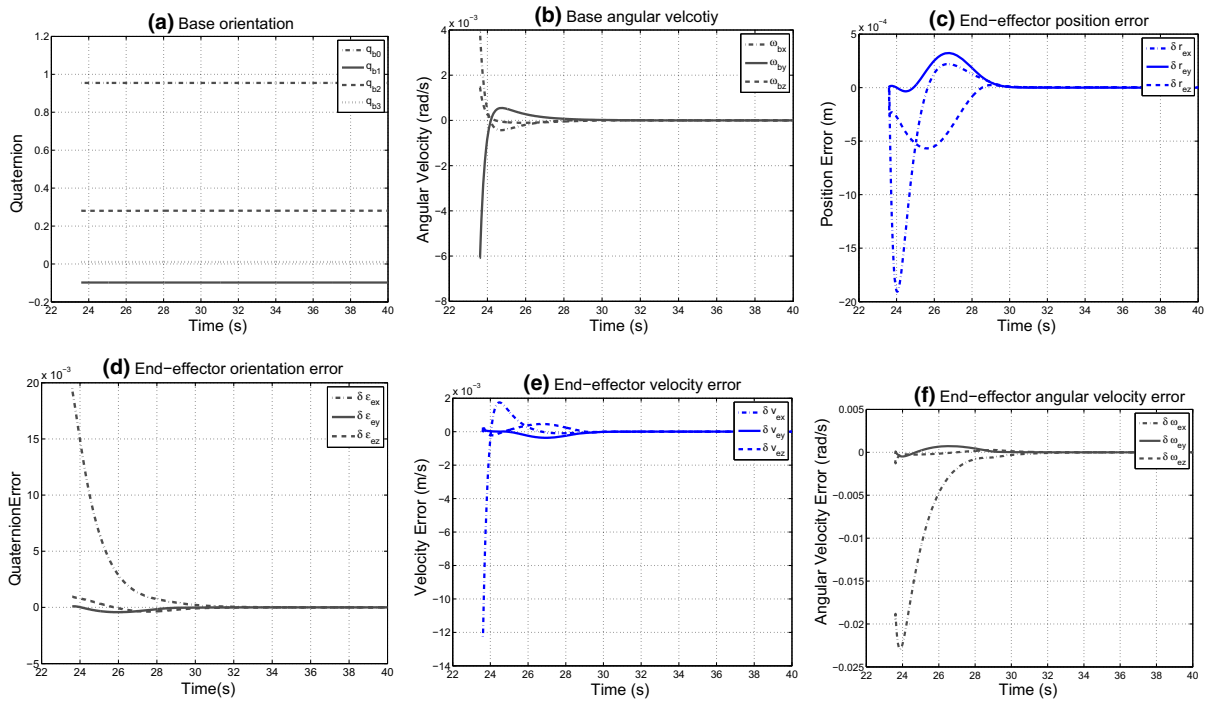 (a) Base orientation
1.2
1
0.8
0.6
0.4
0.2
0
−0.2
22 24 26 28 30 32 34 36 38 40
Quaternion
Time (s)
q_b0
q_b1
q_b2
q_b3
(b) Base angular velcotiy
x 10⁻³
4
2
0
−2
−4
−6
−8
22 24 26 28 30 32 34 36 38 40
Angular Velocity (rad/s)
Time (s)
ω_bx
ω_by
ω_bz
(c) End−effector position error
x 10⁻⁴
5
0
−5
−10
−15
−20
22 24 26 28 30 32 34 36 38 40
Position Error (m)
Time (s)
δ r_ex
δ r_ey
δ r_ez
(d) End−effector orientation error
20 x 10⁻³
15
10
5
0
−5
22 24 26 28 30 32 34 36 38 40
QuaternionError
Time(s)
δ ε_ex
δ ε_ey
δ ε_ez
(e) End−effector velocity error
x 10⁻³
2
0
−2
−4
−6
−8
−10
−12
−14
22 24 26 28 30 32 34 36 38 40
Velocity Error (m/s)
Time (s)
δ v_ex
δ v_ey
δ v_ez
(f) End−effector angular velocity error
0.005
0
−0.005
−0.01
−0.015
−0.02
−0.025
22 24 26 28 30 32 34 36 38 40
Angular Velocity Error (rad/s)
Time (s)
δ ω_ex
δ ω_ey
δ ω_ez